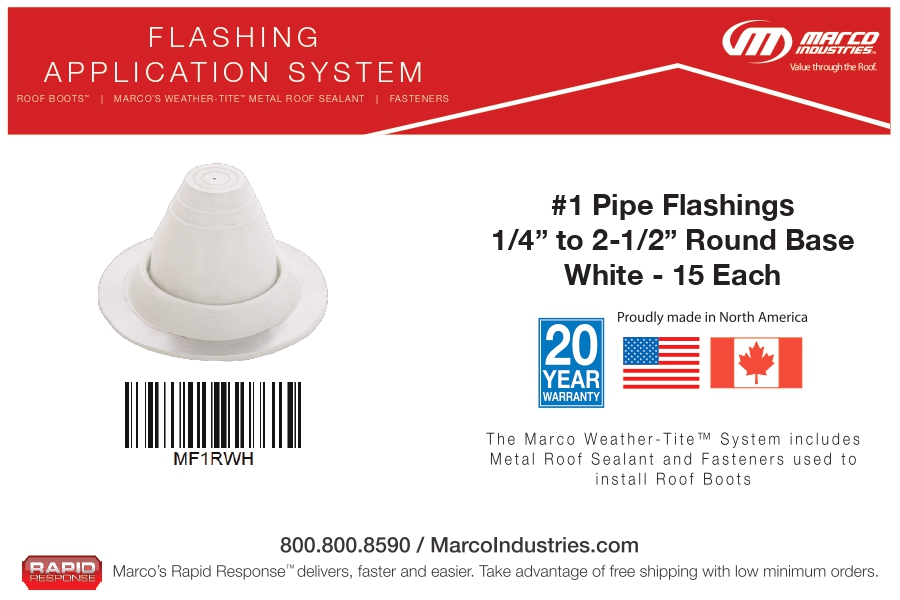 FLASHING
APPLICATION SYSTEM
ROOF BOOTS™ | MARCO'S WEATHER-TITE™ METAL ROOF SEALANT | FASTENERS
MARCO
INDUSTRIES™
Value through the Roof.
#1 Pipe Flashings
1/4” to 2-1/2” Round Base
White - 15 Each
Proudly made in North America
20
YEAR
WARRANTY
MF1RWH
The Marco Weather-Tite™ System includes
Metal Roof Sealant and Fasteners used to
install Roof Boots
800.800.8590 / MarcoIndustries.com
RAPID
RESPONSE
Marco's Rapid Response™ delivers, faster and easier. Take advantage of free shipping with low minimum orders.